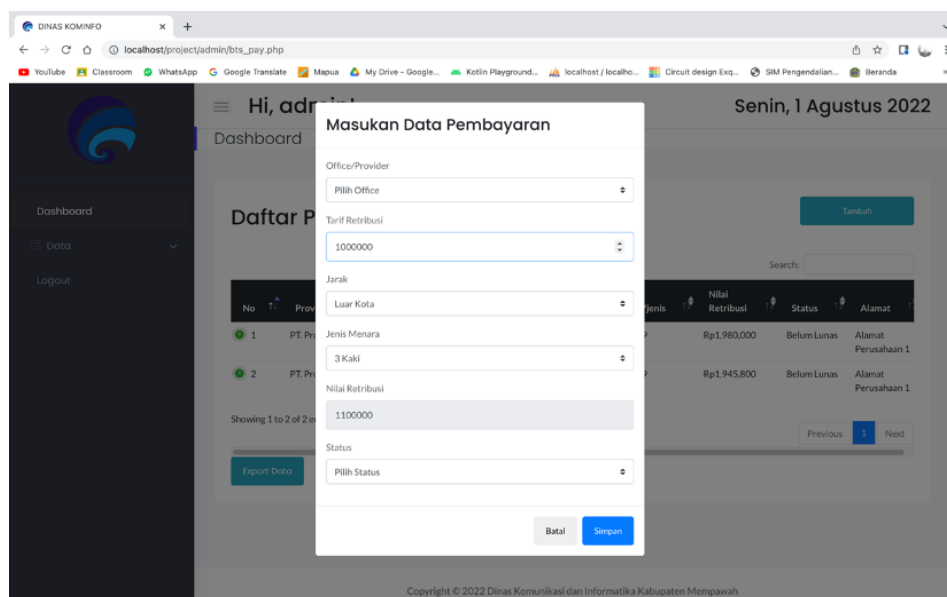 DINAS KOMINFO
localhost/project/admin/bts_pay.php
YouTube Classroom WhatsApp Google Translate Mapua My Drive - Google... Kotlin Playground... localhost / localho... Circuit design Exq... SIM Pengendalian... Beranda
Hi, admin!
Senin, 1 Agustus 2022
Dashboard
Dashboard
Data
Logout
Daftar P
Tambah
Search:
No Prov /jenis Nilai Retribusi Status Alamat
1 PT. Pro Rp1,980,000 Belum Lunas Alamat Perusahaan 1
2 PT. Pro Rp1,945,800 Belum Lunas Alamat Perusahaan 1
Showing 1 to 2 of 2 e
Previous 1 Next
Export Data
Masukan Data Pembayaran
Office/Provider
Pilih Office
Tarif Retribusi
1000000
Jarak
Luar Kota
Jenis Menara
3 Kaki
Nilai Retribusi
1100000
Status
Pilih Status
Batal Simpan
Copyright © 2022 Dinas Komunikasi dan Informatika Kabupaten Mempawah